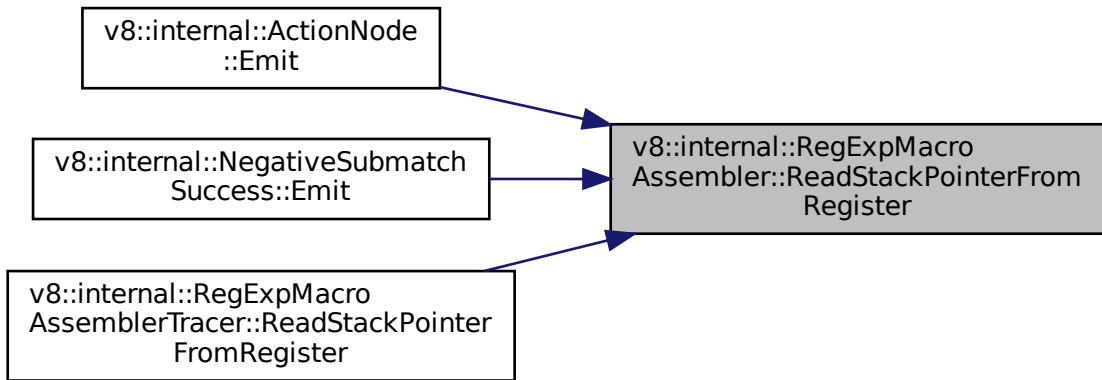 v8::internal::ActionNode
::Emit
v8::internal::NegativeSubmatch
Success::Emit
v8::internal::RegExpMacro
AssemblerTracer::ReadStackPointer
FromRegister
v8::internal::RegExpMacro
Assembler::ReadStackPointerFrom
Register